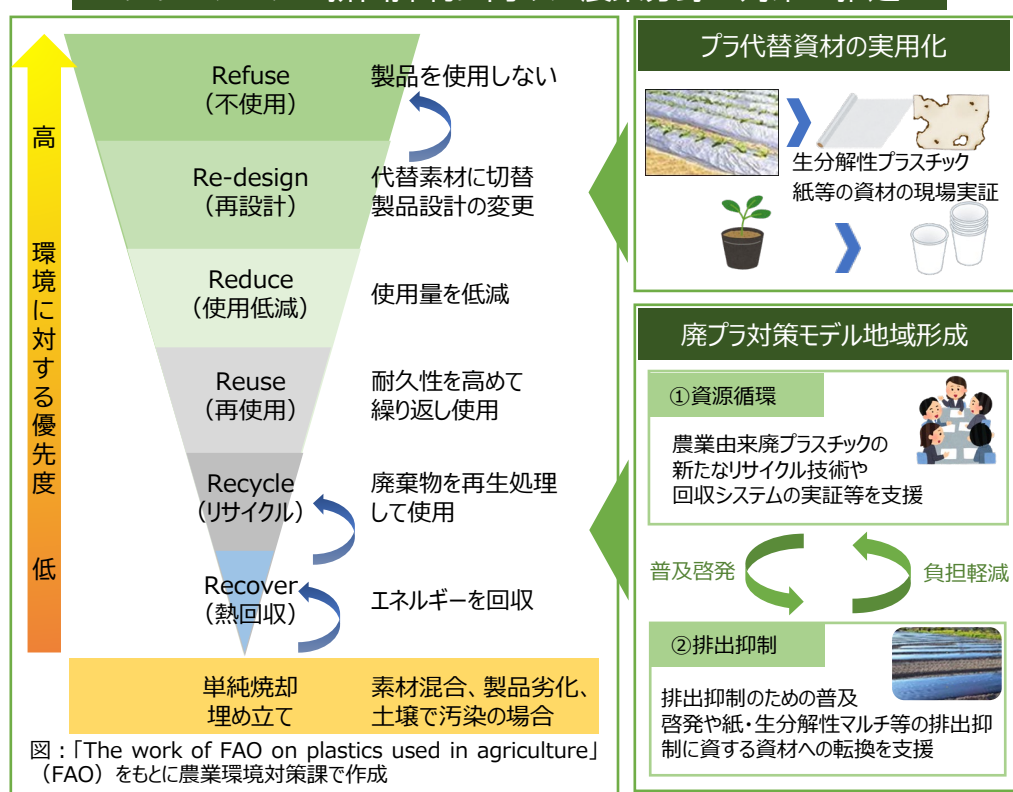 Refuse
(不使用)
製品を使用しない
Re-design
(再設計)
代替素材に切替
製品設計の変更
Reduce
(使用低減)
使用量を低減
Reuse
(再使用)
耐久性を高めて
繰り返し使用
Recycle
(リサイクル)
廃棄物を再生処理
して使用
Recover
(熱回収)
エネルギーを回収
高
環境に対する優先度
低
単純焼却
埋め立て
素材混合、製品劣化、
土壌で汚染の場合
図:「The work of FAO on plastics used in agriculture」
(FAO)をもとに農業環境対策課で作成
プラ代替資材の実用化
生分解性プラスチック
紙等の資材の現場実証
廃プラ対策モデル地域形成
①資源循環
農業由来廃プラスチックの
新たなリサイクル技術や
回収システムの実証等を支援
普及啓発
負担軽減
②排出抑制
排出抑制のための普及
啓発や紙・生分解性マルチ等の排出抑
制に資する資材への転換を支援